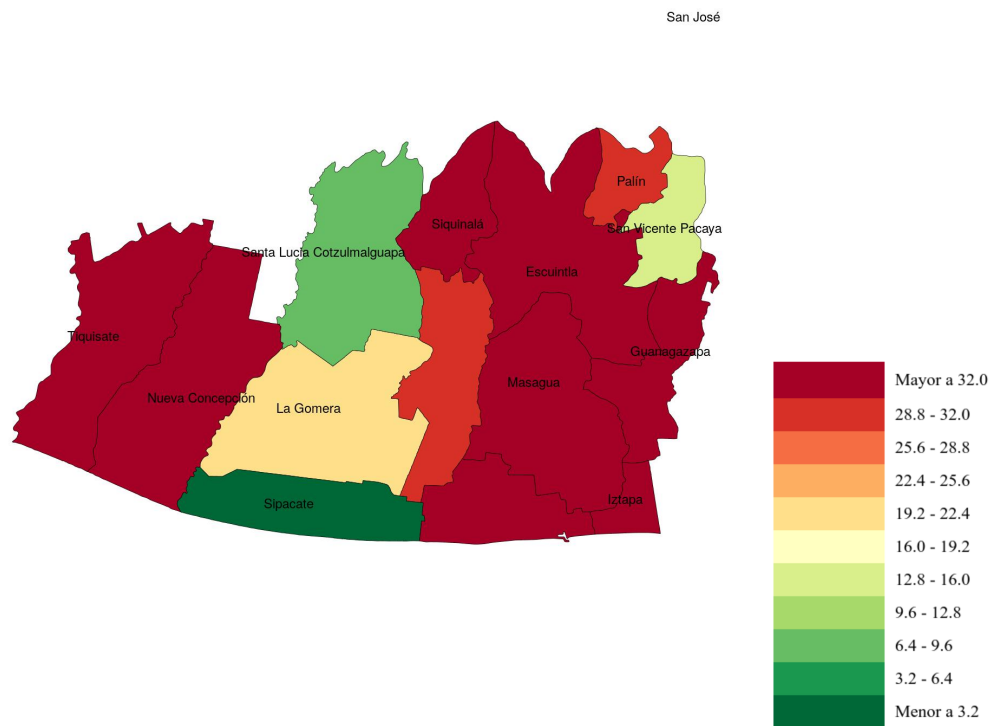 San José
Palín
Siquinalá
San Vicente Pacaya
Santa Lucía Cotzulmalguapa
Escuintla
Tiquisate
Guanagazapa
Masagua
Nueva Concepción
La Gomera
Iztapa
Sipacate
Mayor a 32.0
28.8 - 32.0
25.6 - 28.8
22.4 - 25.6
19.2 - 22.4
16.0 - 19.2
12.8 - 16.0
9.6 - 12.8
6.4 - 9.6
3.2 - 6.4
Menor a 3.2